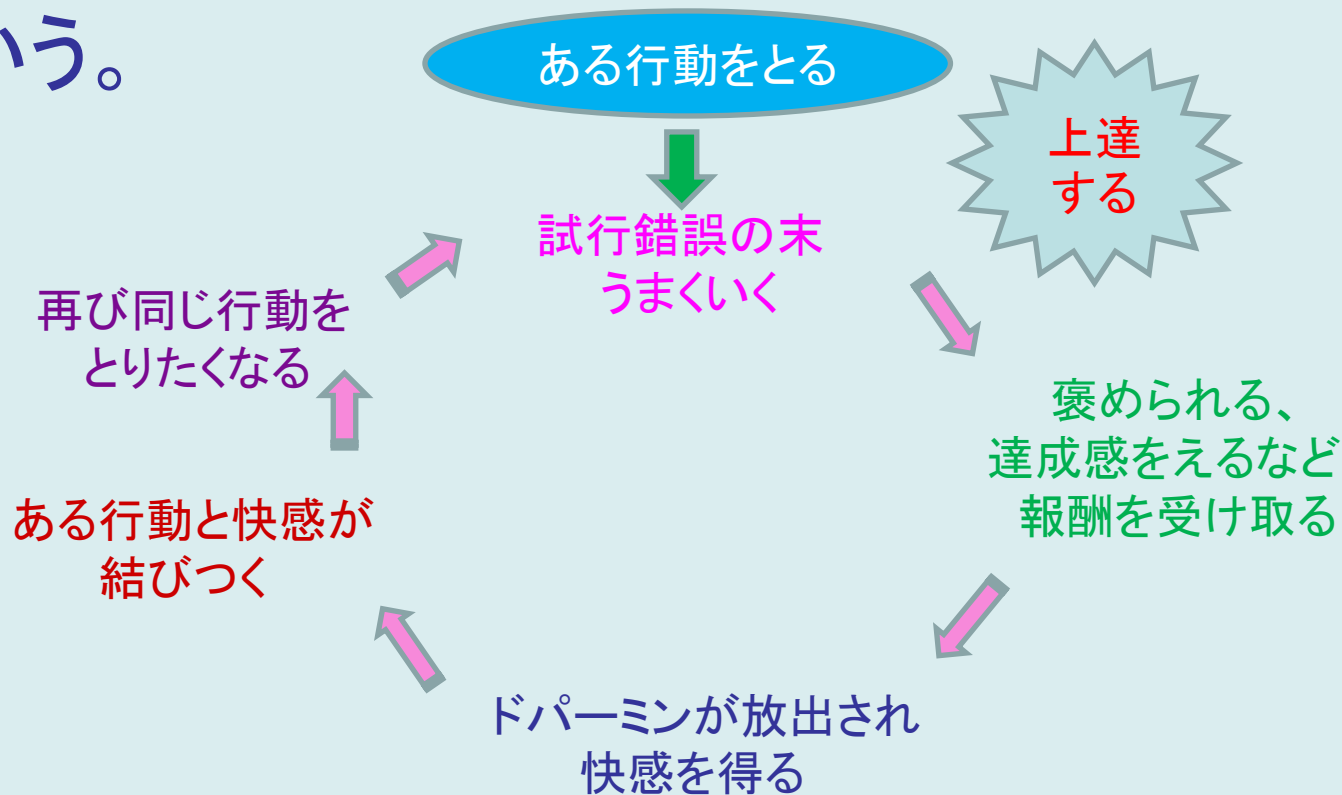 いう。
ある行動をとる
上達
する
試行錯誤の末
うまくいく
再び同じ行動を
とりたくなる
褒められる、
達成感をえるなど
報酬を受け取る
ある行動と快感が
結びつく
ドパーミンが放出され
快感を得る